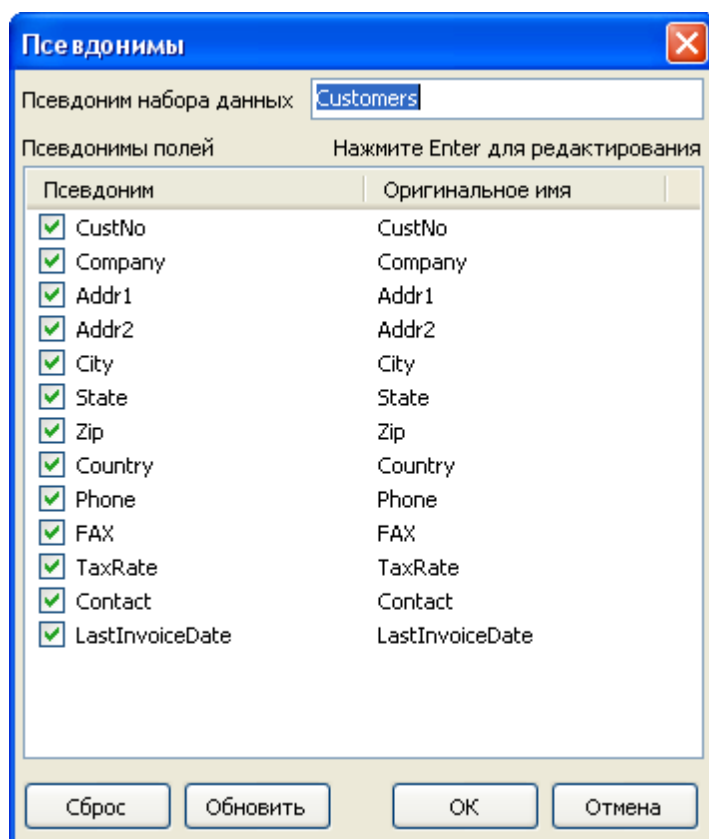 Псевдонимы
Псевдоним набора данных Customers
Псевдонимы полей Нажмите Enter для редактирования
Псевдоним Оригинальное имя
CustNo CustNo
Company Company
Addr1 Addr1
Addr2 Addr2
City City
State State
Zip Zip
Country Country
Phone Phone
FAX FAX
TaxRate TaxRate
Contact Contact
LastInvoiceDate LastInvoiceDate
Сброс Обновить ОК Отмена